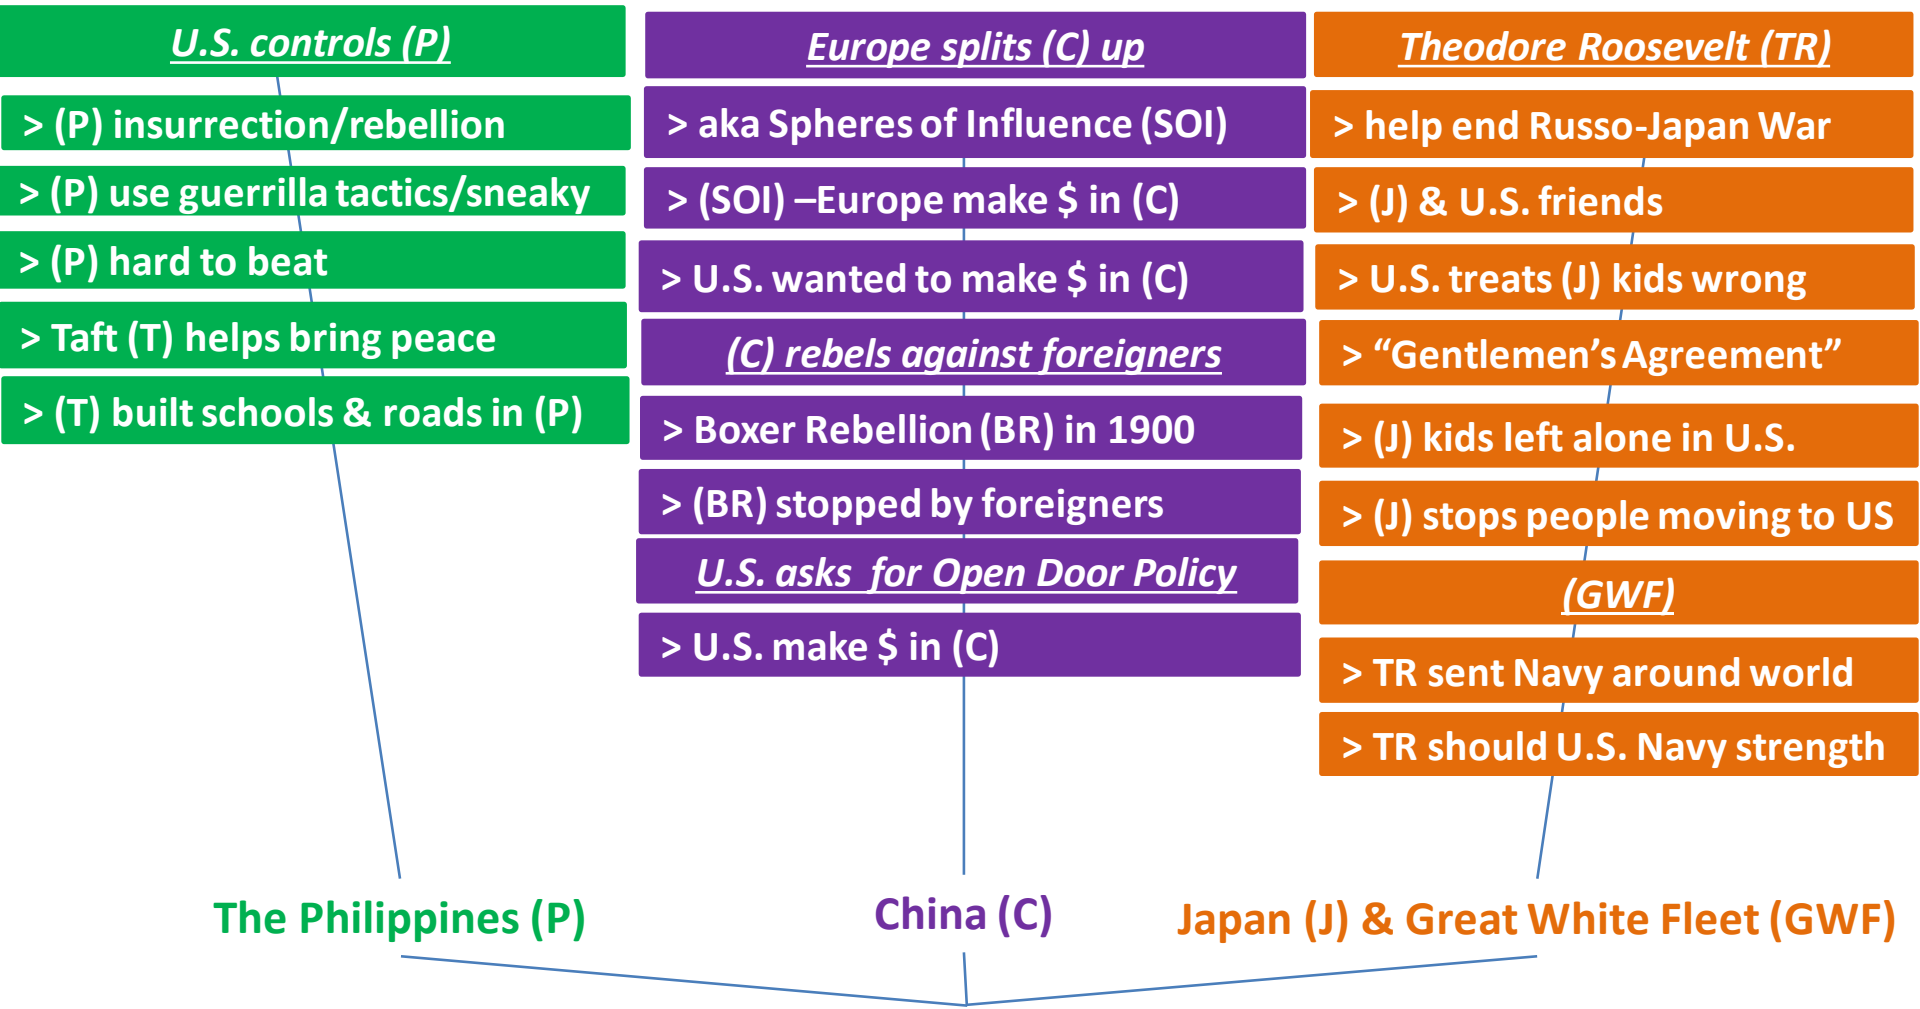 U.S. controls (P)
> (P) insurrection/rebellion
> (P) use guerrilla tactics/sneaky
> (P) hard to beat
> Taft (T) helps bring peace
> (T) built schools & roads in (P)
The Philippines (P)
Europe splits (C) up
> aka Spheres of Influence (SOI)
> (SOI) –Europe make $ in (C)
> U.S. wanted to make $ in (C)
(C) rebels against foreigners
> Boxer Rebellion (BR) in 1900
> (BR) stopped by foreigners
U.S. asks for Open Door Policy
> U.S. make $ in (C)
China (C)
Theodore Roosevelt (TR)
> help end Russo-Japan War
> (J) & U.S. friends
> U.S. treats (J) kids wrong
> “Gentlemen’s Agreement”
> (J) kids left alone in U.S.
> (J) stops people moving to US
(GWF)
> TR sent Navy around world
> TR should U.S. Navy strength
Japan (J) & Great White Fleet (GWF)